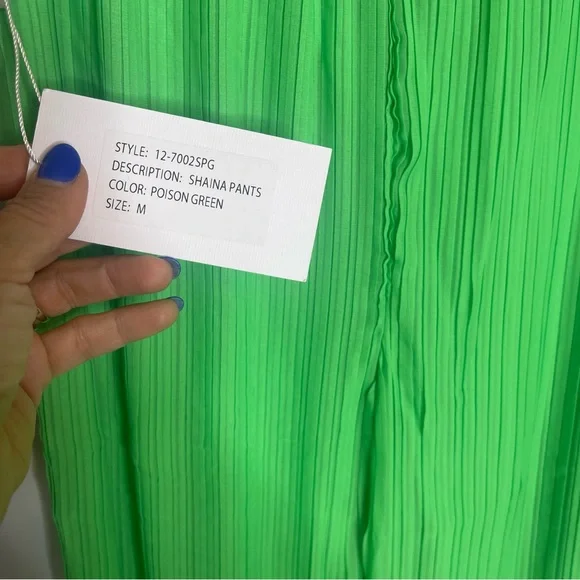 STYLE: 12-7002SPG
DESCRIPTION: SHAINA PANTS
COLOR: POISON GREEN
SIZE: M